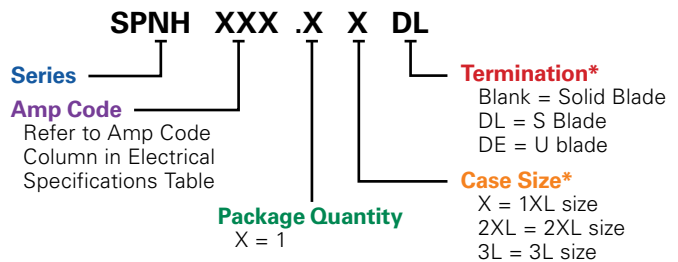 SPNH XXX .X X DL
Series
Amp Code
Refer to Amp Code
Column in Electrical
Specifications Table
Package Quantity
X = 1
Termination*
Blank = Solid Blade
DL = S Blade
DE = U blade
Case Size*
X = 1XL size
2XL = 2XL size
3L = 3L size